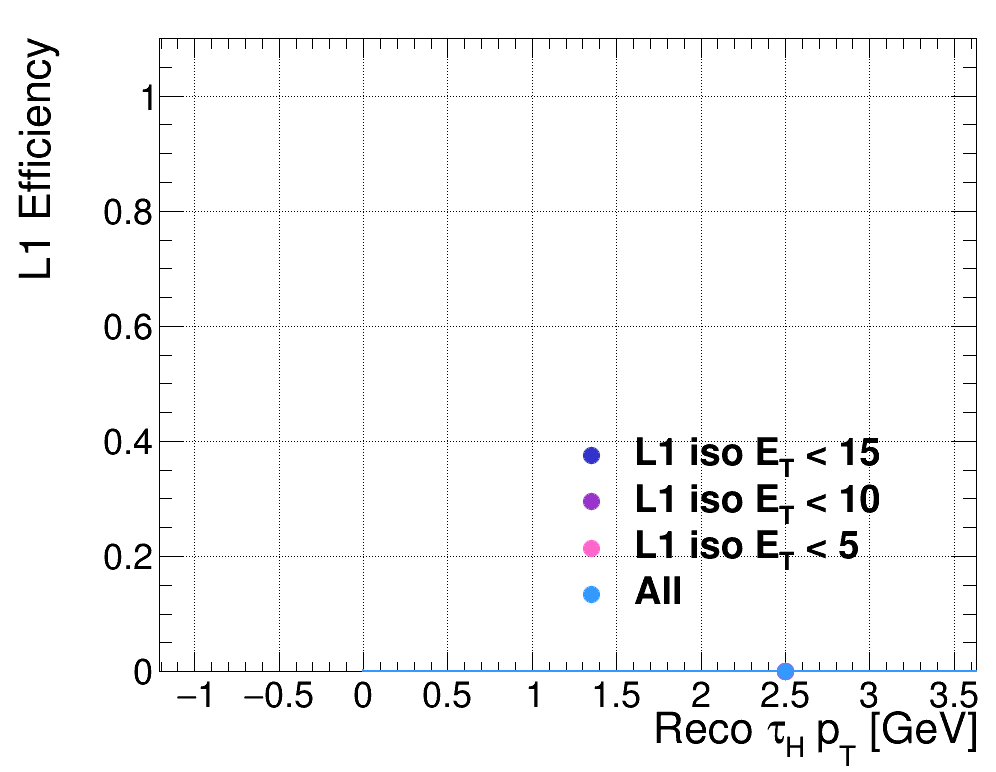 L1 Efficiency
1
0.8
0.6
0.4
0.2
0
L1 iso E_T < 15
L1 iso E_T < 10
L1 iso E_T < 5
All
−1 −0.5 0 0.5 1 1.5 2 2.5 3 3.5
Reco τ_H p_T [GeV]